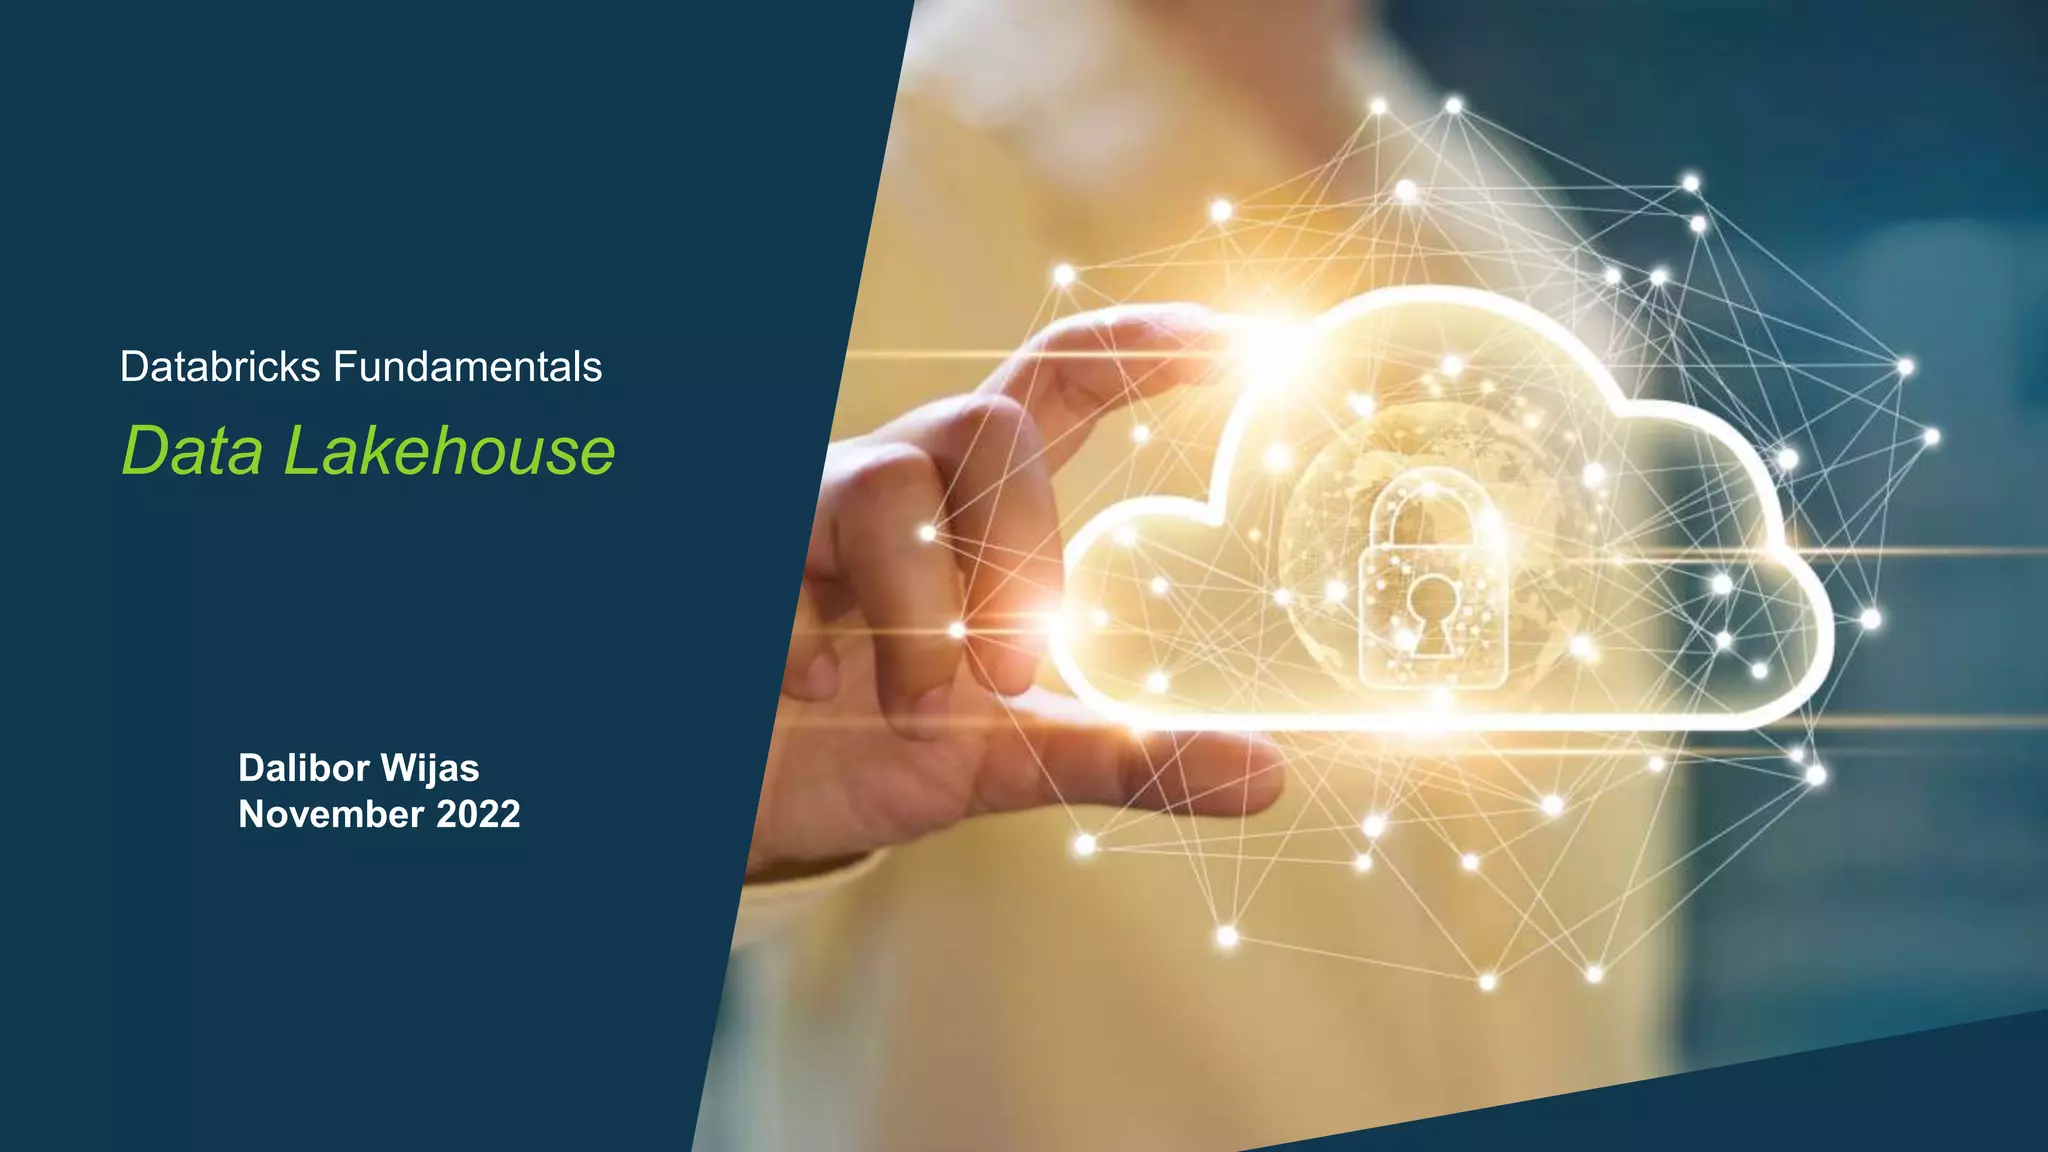 Databricks Fundamentals
Data Lakehouse
Dalibor Wijas
November 2022